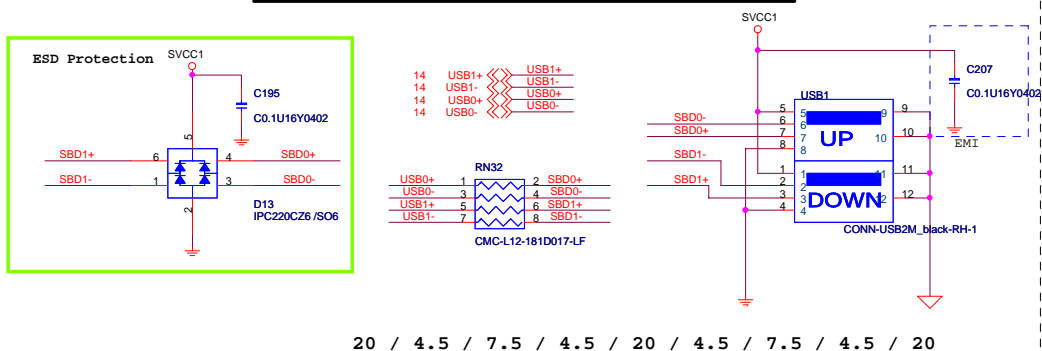 ESD Protection
SVCC1
C195
C0.1U16Y0402
5
SBD1+ 6 4 SBD0+
SBD1- 1 3 SBD0-
2
D13
IPC220CZ6 /SO6
14 USB1+ USB1+
14 USB1- USB1-
14 USB0+ USB0+
14 USB0- USB0-
RN32
USB0+ 1 2 SBD0+
USB0- 3 4 SBD0-
USB1+ 5 6 SBD1+
USB1- 7 8 SBD1-
CMC-L12-181D017-LF
SVCC1
C207
C0.1U16Y0402
EMI
USB1
5 5 9 9
SBD0- 6 6
SBD0+ 7 7 UP 10 10
8 8
SBD1- 1 1 11 11
2 2
SBD1+ 3 3 DOWN 2 12
4 4
CONN-USB2M_black-RH-1
20 / 4.5 / 7.5 / 4.5 / 20 / 4.5 / 7.5 / 4.5 / 20